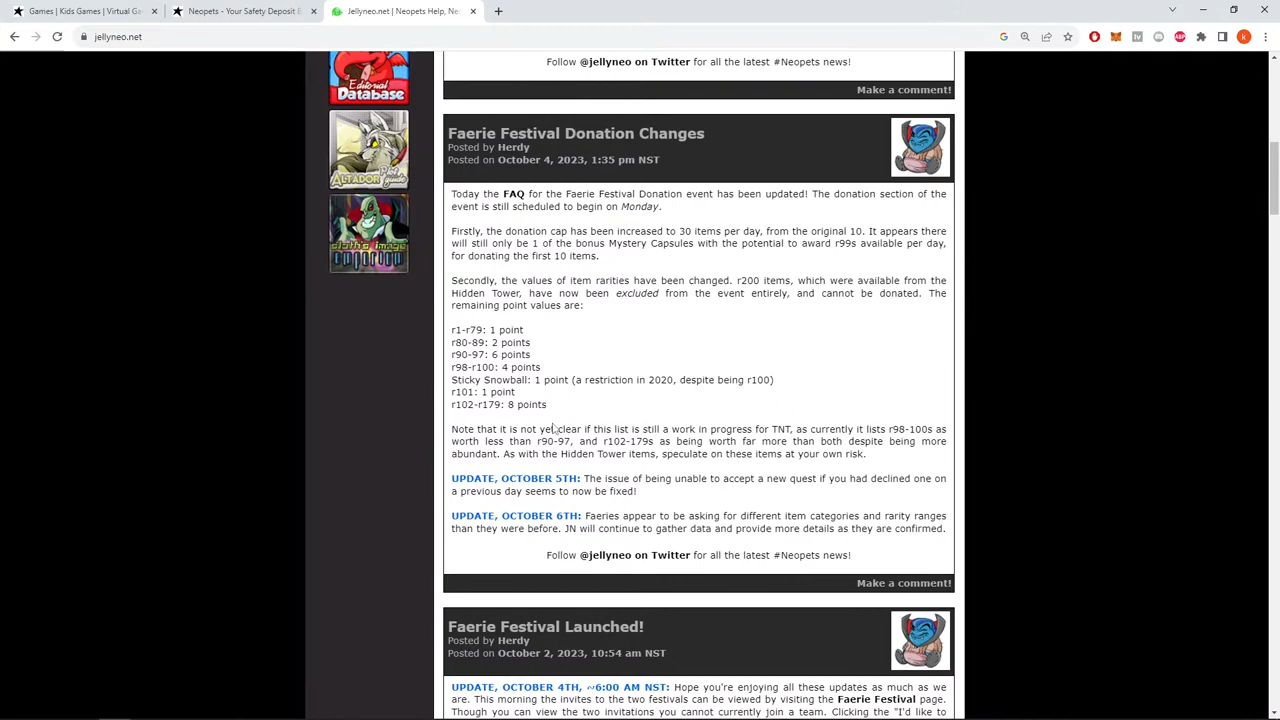 Games | Kids Games | Virtual Ga
Neopets - Your Safety Deposit B
Jellyneo.net | Neopets Help, Ne
jellyneo.net
Editorial
Database
ALTADOR
Plot guide
sloth's image
emporium
Follow @jellyneo on Twitter for all the latest #Neopets news!
Make a comment!
Faerie Festival Donation Changes
Posted by Herdy
Posted on October 4, 2023, 1:35 pm NST
Today the FAQ for the Faerie Festival Donation event has been updated! The donation section of the
event is still scheduled to begin on Monday.
Firstly, the donation cap has been increased to 30 items per day, from the original 10. It appears there
will still only be 1 of the bonus Mystery Capsules with the potential to award r99s available per day,
for donating the first 10 items.
Secondly, the values of item rarities have been changed. r200 items, which were available from the
Hidden Tower, have now been excluded from the event entirely, and cannot be donated. The
remaining point values are:
r1-r79: 1 point
r80-89: 2 points
r90-97: 6 points
r98-r100: 4 points
Sticky Snowball: 1 point (a restriction in 2020, despite being r100)
r101: 1 point
r102-r179: 8 points
Note that it is not yet clear if this list is still a work in progress for TNT, as currently it lists r98-100s as
worth less than r90-97, and r102-179s as being worth far more than both despite being more
abundant. As with the Hidden Tower items, speculate on these items at your own risk.
UPDATE, OCTOBER 5TH: The issue of being unable to accept a new quest if you had declined one on
a previous day seems to now be fixed!
UPDATE, OCTOBER 6TH: Faeries appear to be asking for different item categories and rarity ranges
than they were before. JN will continue to gather data and provide more details as they are confirmed.
Follow @jellyneo on Twitter for all the latest #Neopets news!
Make a comment!
Faerie Festival Launched!
Posted by Herdy
Posted on October 2, 2023, 10:54 am NST
UPDATE, OCTOBER 4TH, ~6:00 AM NST: Hope you're enjoying all these updates as much as we
are. This morning the invites to the two festivals can be viewed by visiting the Faerie Festival page.
Though you can view the two invitations you cannot currently join a team. Clicking the "I'd like to